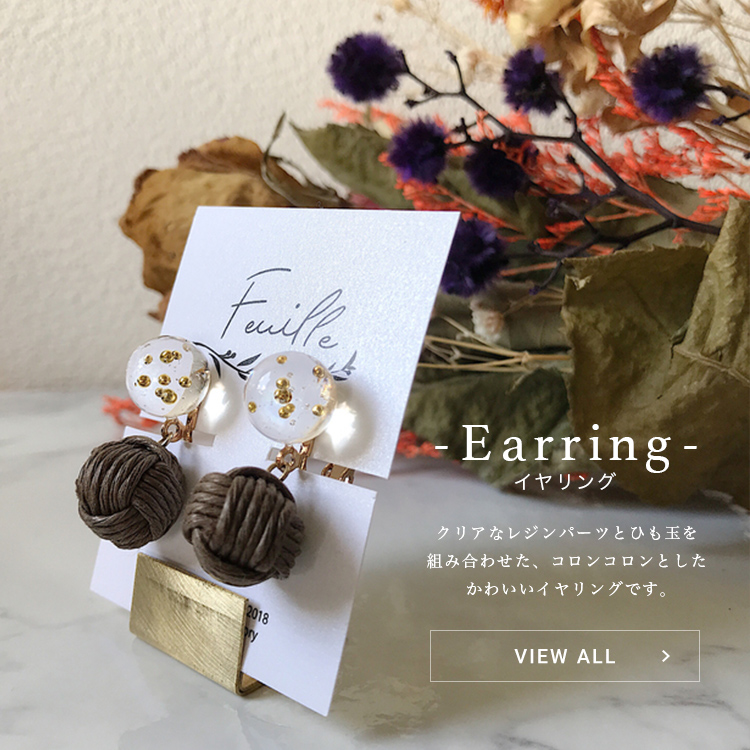 Feuille
-Earring-
イヤリング
クリアなレジンパーツとひも玉を
組み合わせた、コロンコロンとした
かわいいイヤリングです。
2018
VIEW ALL